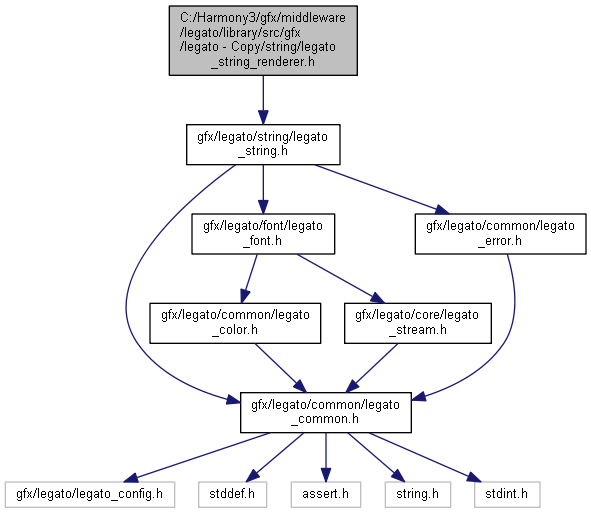 C:/Harmony3/gfx/middleware
/legato/library/src/gfx
/legato - Copy/string/legato
_string_renderer.h
gfx/legato/string/legato
_string.h
gfx/legato/font/legato
_font.h
gfx/legato/common/legato
_error.h
gfx/legato/common/legato
_color.h
gfx/legato/core/legato
_stream.h
gfx/legato/common/legato
_common.h
gfx/legato/legato_config.h
stddef.h
assert.h
string.h
stdint.h